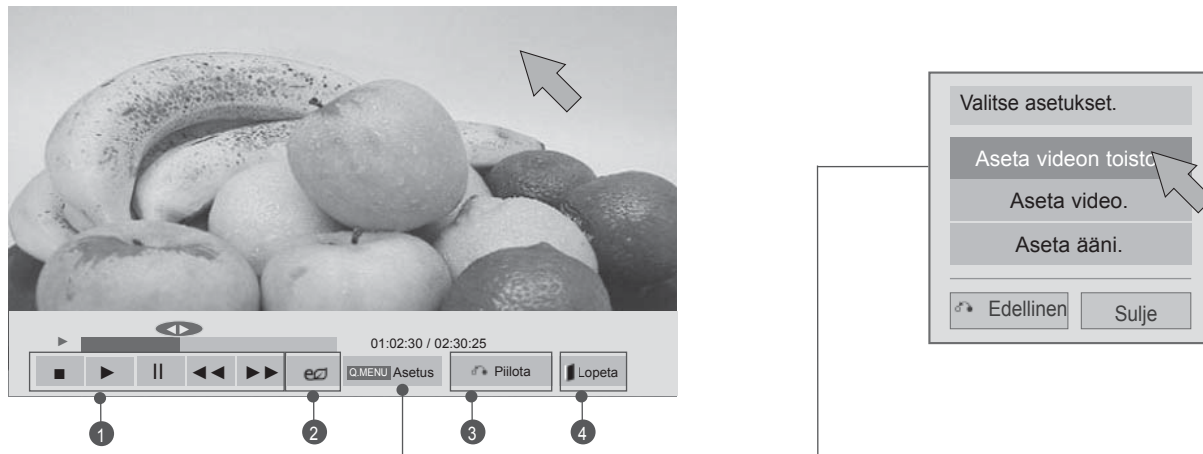 01:02:30 / 02:30:25
Q.MENU Asetus
Piilota
Lopeta
1
2
3
4
Valitse asetukset.
Aseta videon toisto
Aseta video.
Aseta ääni.
Edellinen
Sulje